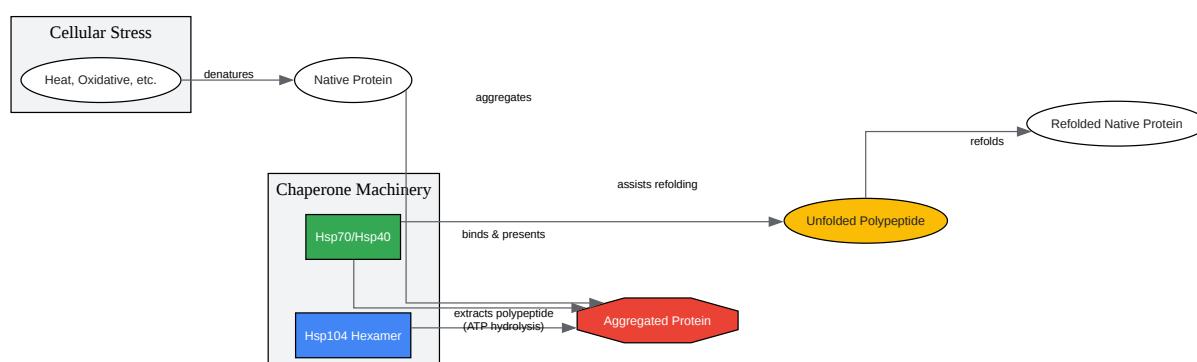 Cellular Stress
Heat, Oxidative, etc.
denatures
Native Protein
aggregates
Refolded Native Protein
refolds
Chaperone Machinery
assists refolding
Hsp70/Hsp40
binds & presents
Unfolded Polypeptide
extracts polypeptide
(ATP hydrolysis)
Aggregated Protein
Hsp104 Hexamer